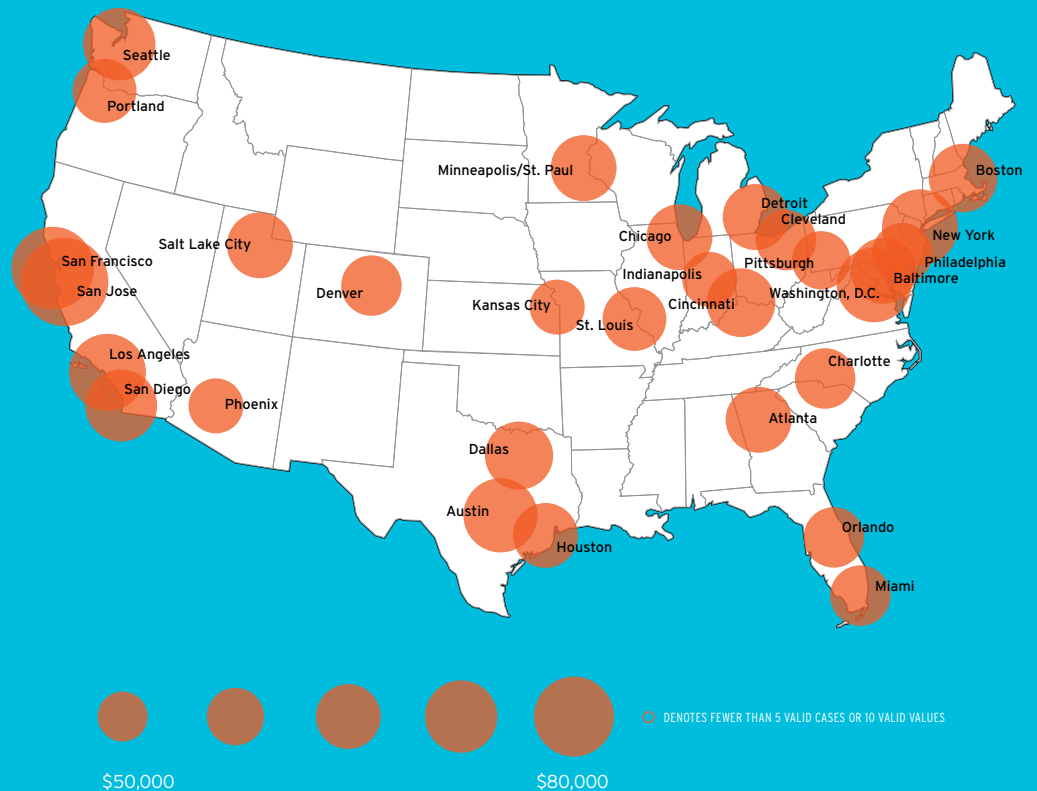 Seattle
Portland
Minneapolis/St. Paul
Boston
Detroit
Cleveland
Chicago
New York
Salt Lake City
San Francisco
Pittsburgh
Philadelphia
Indianapolis
Baltimore
San Jose
Denver
Washington, D.C.
Kansas City
Cincinnati
St. Louis
Los Angeles
Charlotte
San Diego
Phoenix
Atlanta
Dallas
Austin
Orlando
Houston
Miami
DENOTES FEWER THAN 5 VALID CASES OR 10 VALID VALUES
$50,000
$80,000